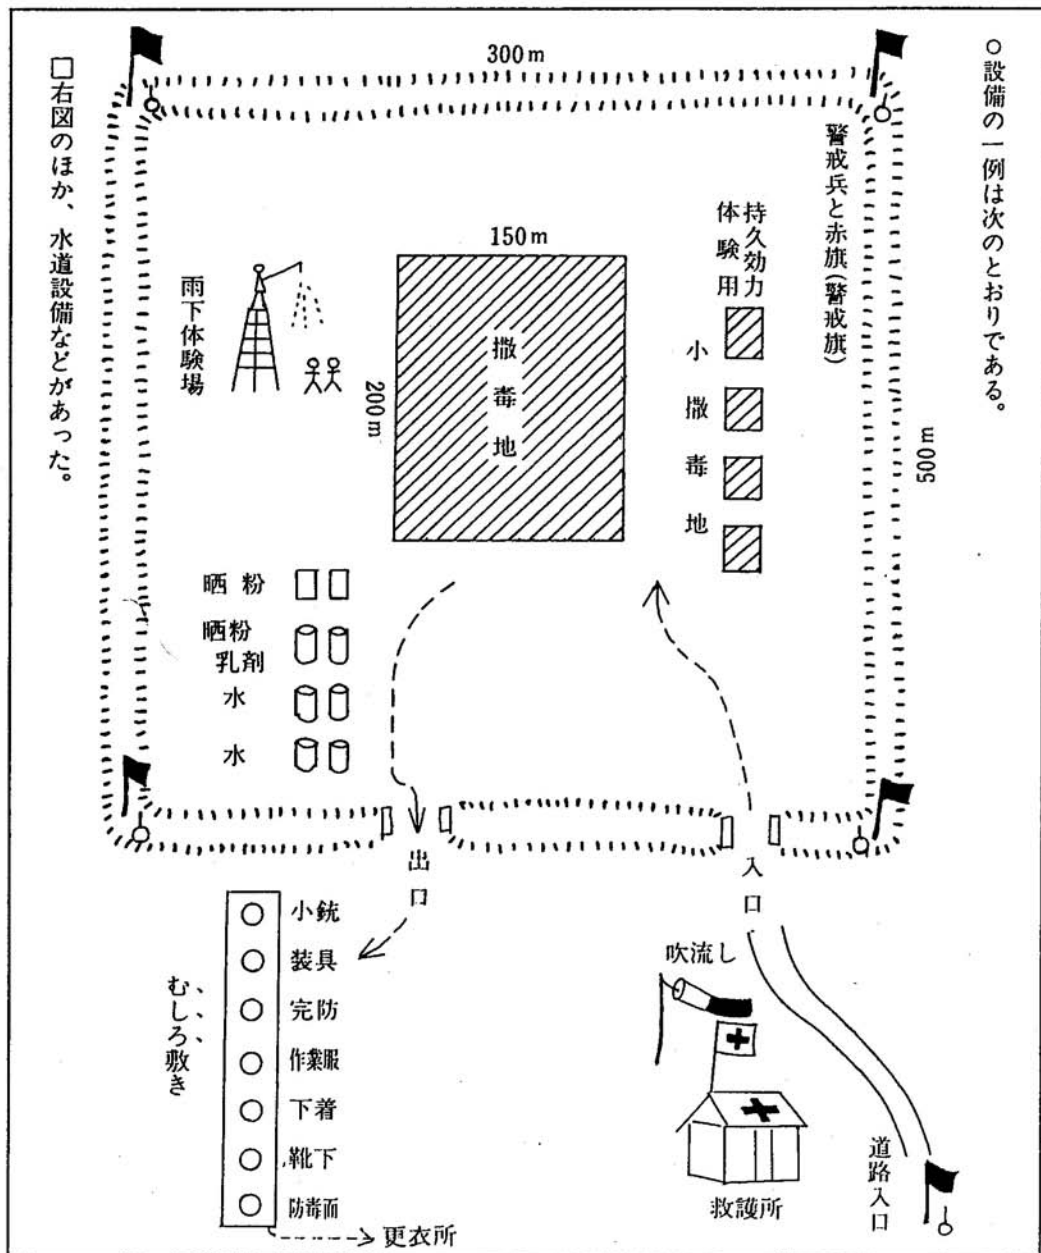 ○設備の一例は次のとおりである。
300m
500m
警戒兵と赤旗(警戒旗)
持久効力
体験用
小撒毒地
150m
200m
撒毒地
雨下体験場
晒粉
晒粉
乳剤
水
水
出口
入口
小銃
装具
完防
作業服
下着
靴下
防毒面
むしろ敷き
更衣所
吹流し
救護所
道路入口
□右図のほか、水道設備などがあった。